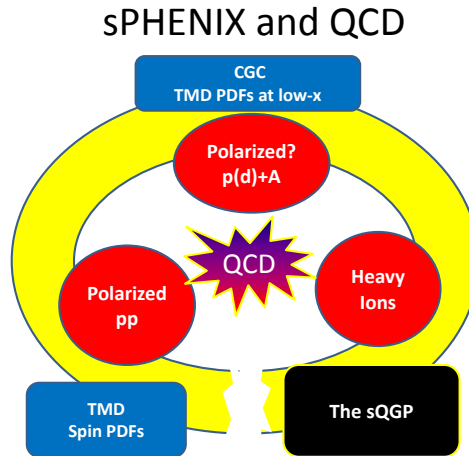 sPHENIX and QCD
CGC
TMD PDFs at low-x
Polarized?
p(d)+A
QCD
Polarized
pp
Heavy
Ions
TMD
Spin PDFs
The sQGP